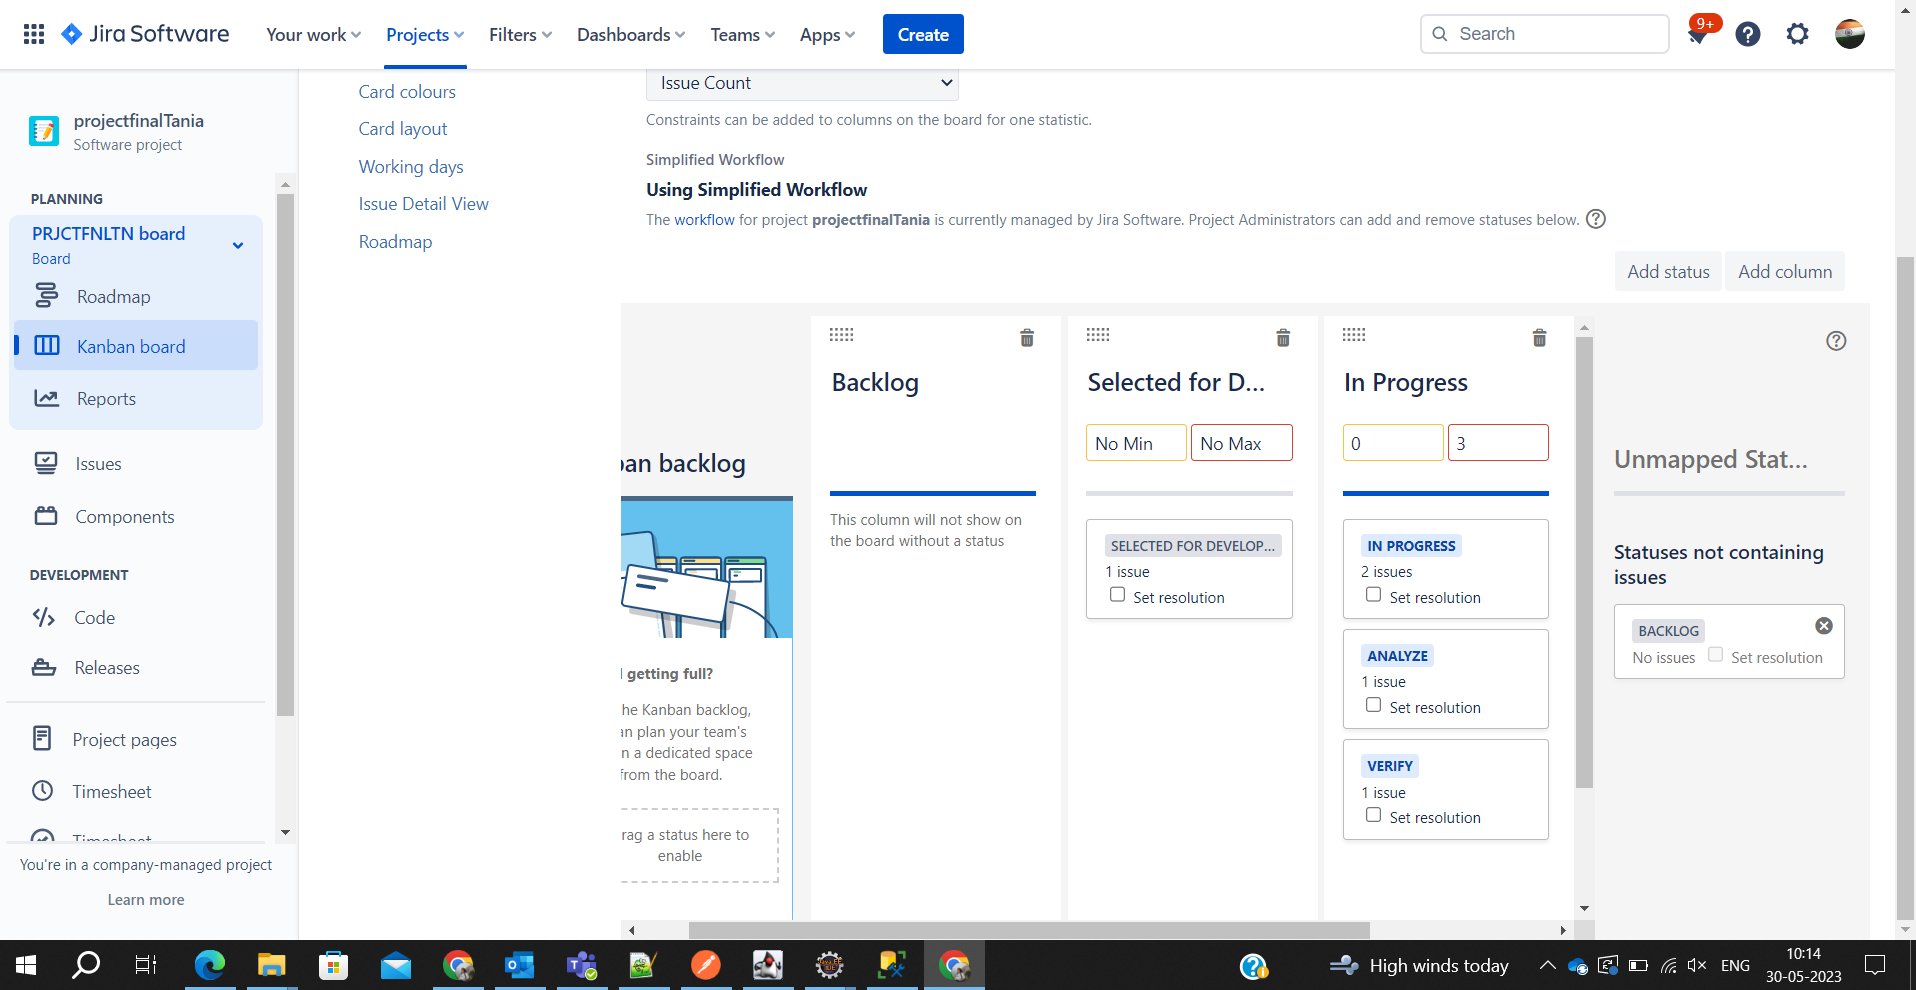 Jira Software
Your work
Projects
Filters
Dashboards
Teams
Apps
Create
Search
9+
projectfinalTania
Software project
PLANNING
PRJCTFNLTN board
Board
Roadmap
Kanban board
Reports
Issues
Components
DEVELOPMENT
Code
Releases
Project pages
Timesheet
Timesheet
You're in a company-managed project
Learn more
Card colours
Card layout
Working days
Issue Detail View
Roadmap
Issue Count
Constraints can be added to columns on the board for one statistic.
Simplified Workflow
Using Simplified Workflow
The workflow for project projectfinalTania is currently managed by Jira Software. Project Administrators can add and remove statuses below.
Add status
Add column
an backlog
getting full?
he Kanban backlog,
an plan your team's
n a dedicated space
from the board.
rag a status here to
enable
Backlog
This column will not show on
the board without a status
Selected for D...
No Min
No Max
SELECTED FOR DEVELOP...
1 issue
Set resolution
In Progress
0
3
IN PROGRESS
2 issues
Set resolution
ANALYZE
1 issue
Set resolution
VERIFY
1 issue
Set resolution
Unmapped Stat...
Statuses not containing
issues
BACKLOG
No issues
Set resolution
High winds today
ENG
10:14
30-05-2023